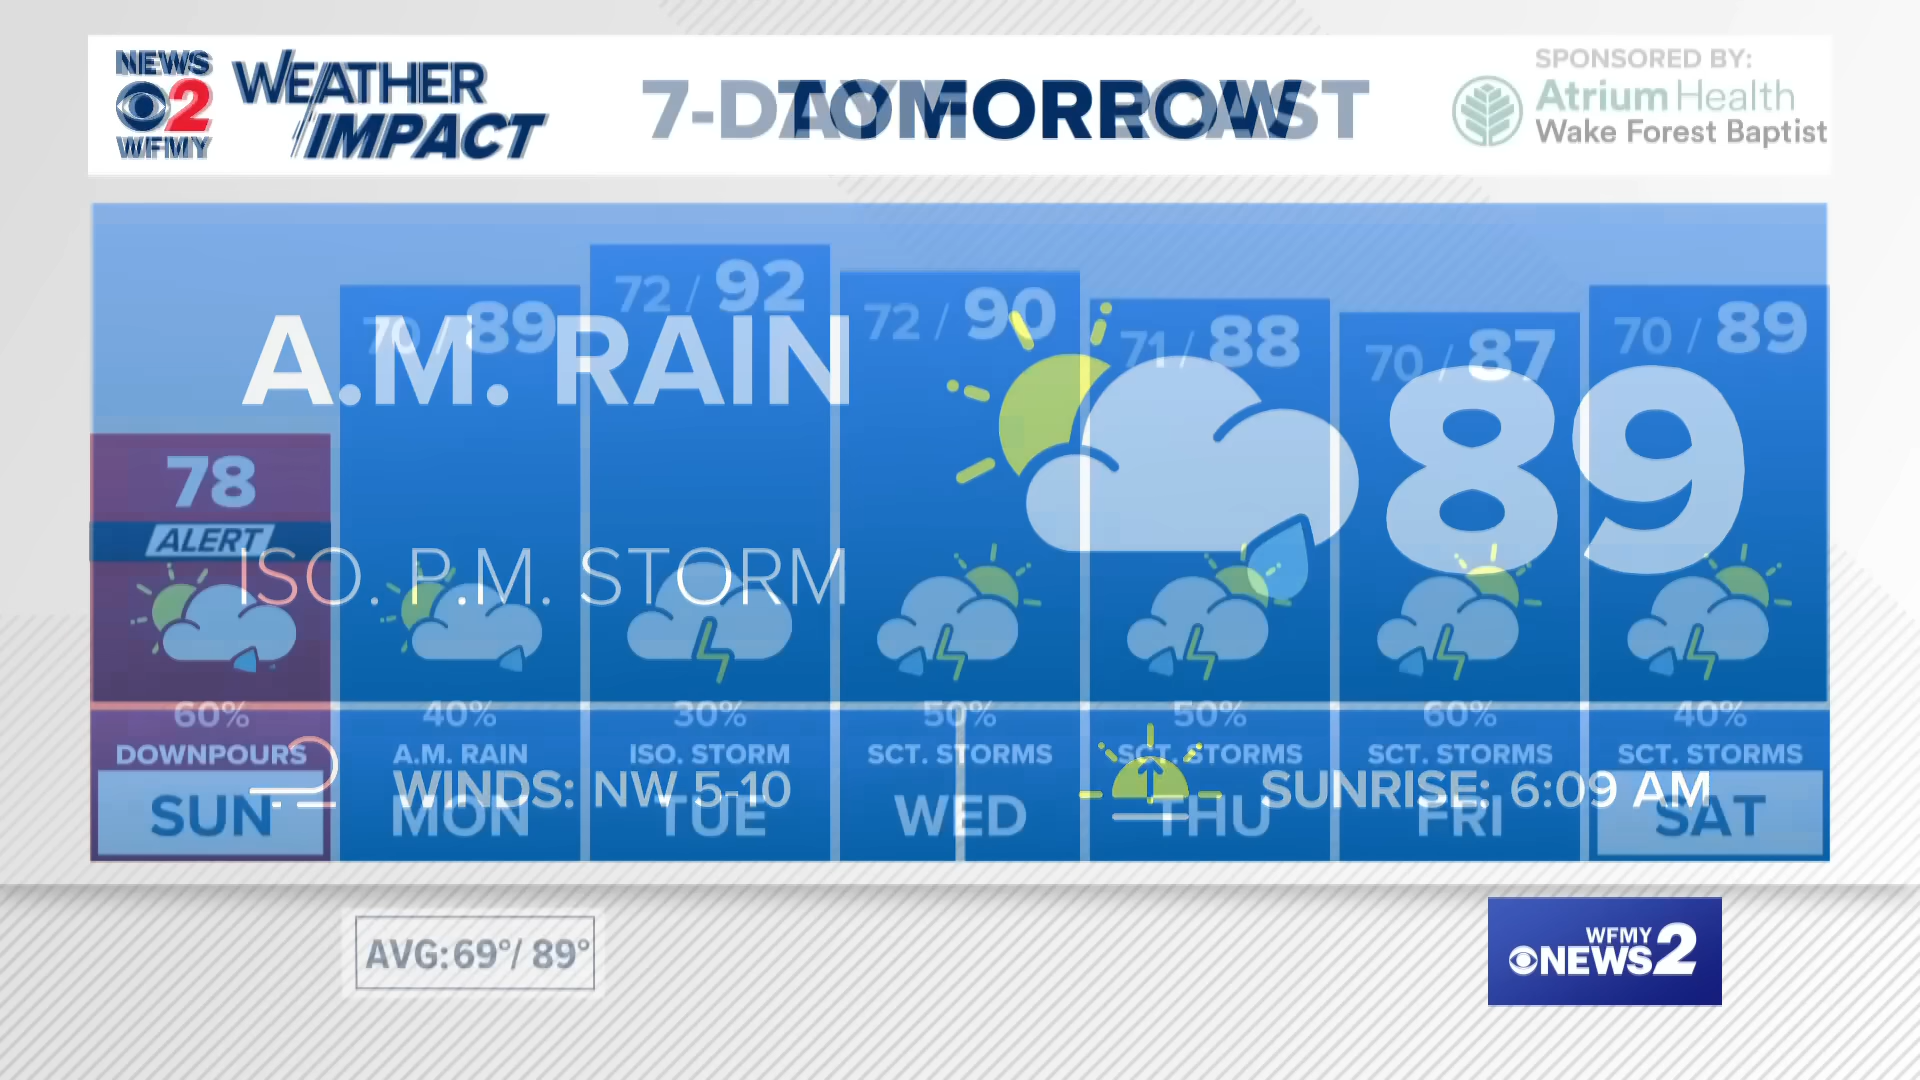 NEWS
2
WFMY
WEATHER
IMPACT
7-DAY FORECAST
TOMORROW
SPONSORED BY:
Atrium Health
Wake Forest Baptist
A.M. RAIN
ISO. P.M. STORM
89
WINDS: NW 5-10
SUNRISE: 6:09 AM
78
ALERT
60%
DOWNPOURS
SUN
70 / 89
40%
A.M. RAIN
MON
72 / 92
30%
ISO. STORM
TUE
72 / 90
50%
SCT. STORMS
WED
71 / 88
50%
SCT. STORMS
THU
70 / 87
60%
SCT. STORMS
FRI
70 / 89
40%
SCT. STORMS
SAT
AVG: 69°/ 89°
WFMY
NEWS 2